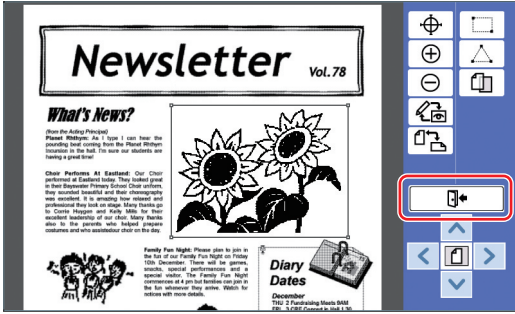 Newsletter Vol.78
What's News?
(from the Acting Principal)
Planet Rhthym: As I type I can hear the
pounding beat coming from the Planet Rhythm
incursion in the hall. I'm sure our students are
having a great time!
Choir Performs At Eastland: Our Choir
performed at Eastland today. They looked great
in their Bayswater Primary School Choir uniform,
they sounded beautiful and their choreography
was excellent. It is amazing how relaxed and
professional they look on stage. Many thanks go
to Corrie Huygen and Kelly Mills for their
excellent leadership of our choir. Many thanks
also to the parents who helped prepare
costumes and who assisted our choir on the day.
Family Fun Night: Please plan to join in
the fun of our Family Fun Night on Friday
10th December. There will be games,
snacks, special performances and a
special visitor. The Family Fun Night
commences at 4 pm but families can join in
the fun whenever they arrive. Watch for
notices with more details.
Diary
Dates
December
THU 2 Fundraising Meets 9AM